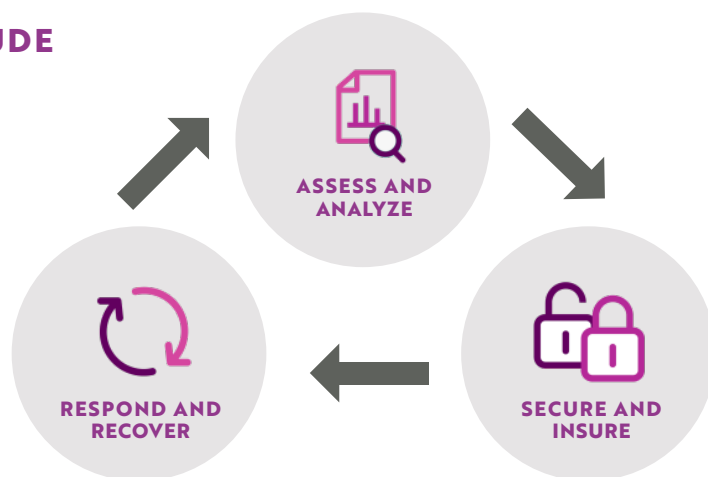 UDE
ASSESS AND
ANALYZE
RESPOND AND
RECOVER
SECURE AND
INSURE